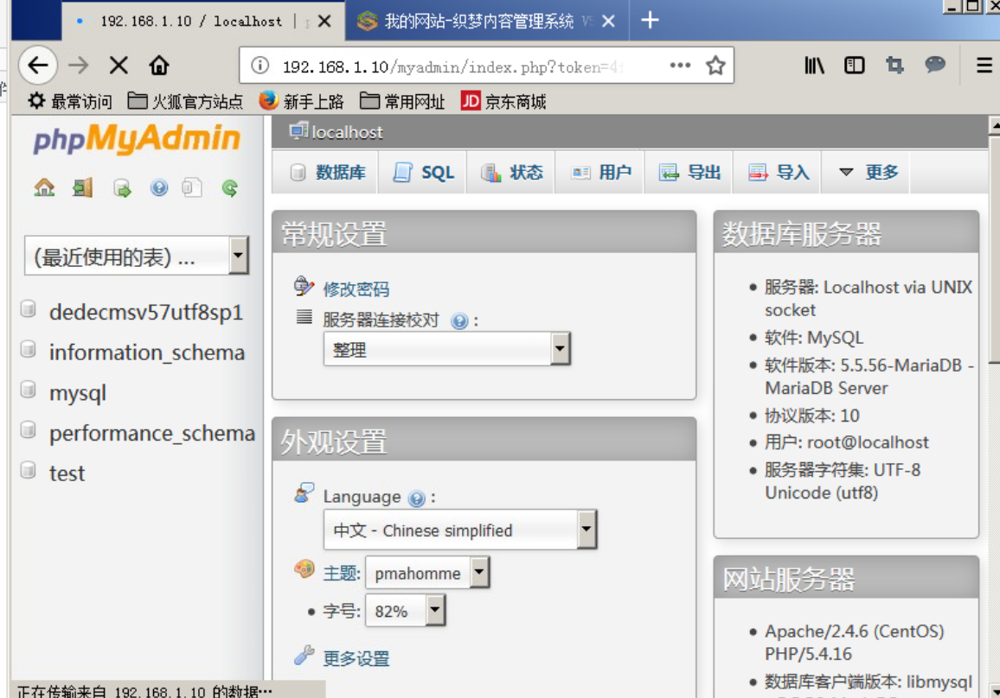 192.168.1.10 / localhost |
我的网站-织梦内容管理系统 V5
192.168.1.10/myadmin/index.php?token=4
最常访问 火狐官方站点 新手上路 常用网址 JD 京东商城
phpMyAdmin
localhost
数据库 SQL 状态 用户 导出 导入 更多
(最近使用的表) ...
dedecmsv57utf8sp1
information_schema
mysql
performance_schema
test
常规设置
修改密码
服务器连接校对 :
整理
外观设置
Language :
中文 - Chinese simplified
主题: pmahomme
字号: 82%
更多设置
数据库服务器
服务器: Localhost via UNIX
socket
软件: MySQL
软件版本: 5.5.56-MariaDB -
MariaDB Server
协议版本: 10
用户: root@localhost
服务器字符集: UTF-8
Unicode (utf8)
网站服务器
Apache/2.4.6 (CentOS)
PHP/5.4.16
数据库客户端版本: libmysql
正在传输来自 192.168.1.10 的数据…